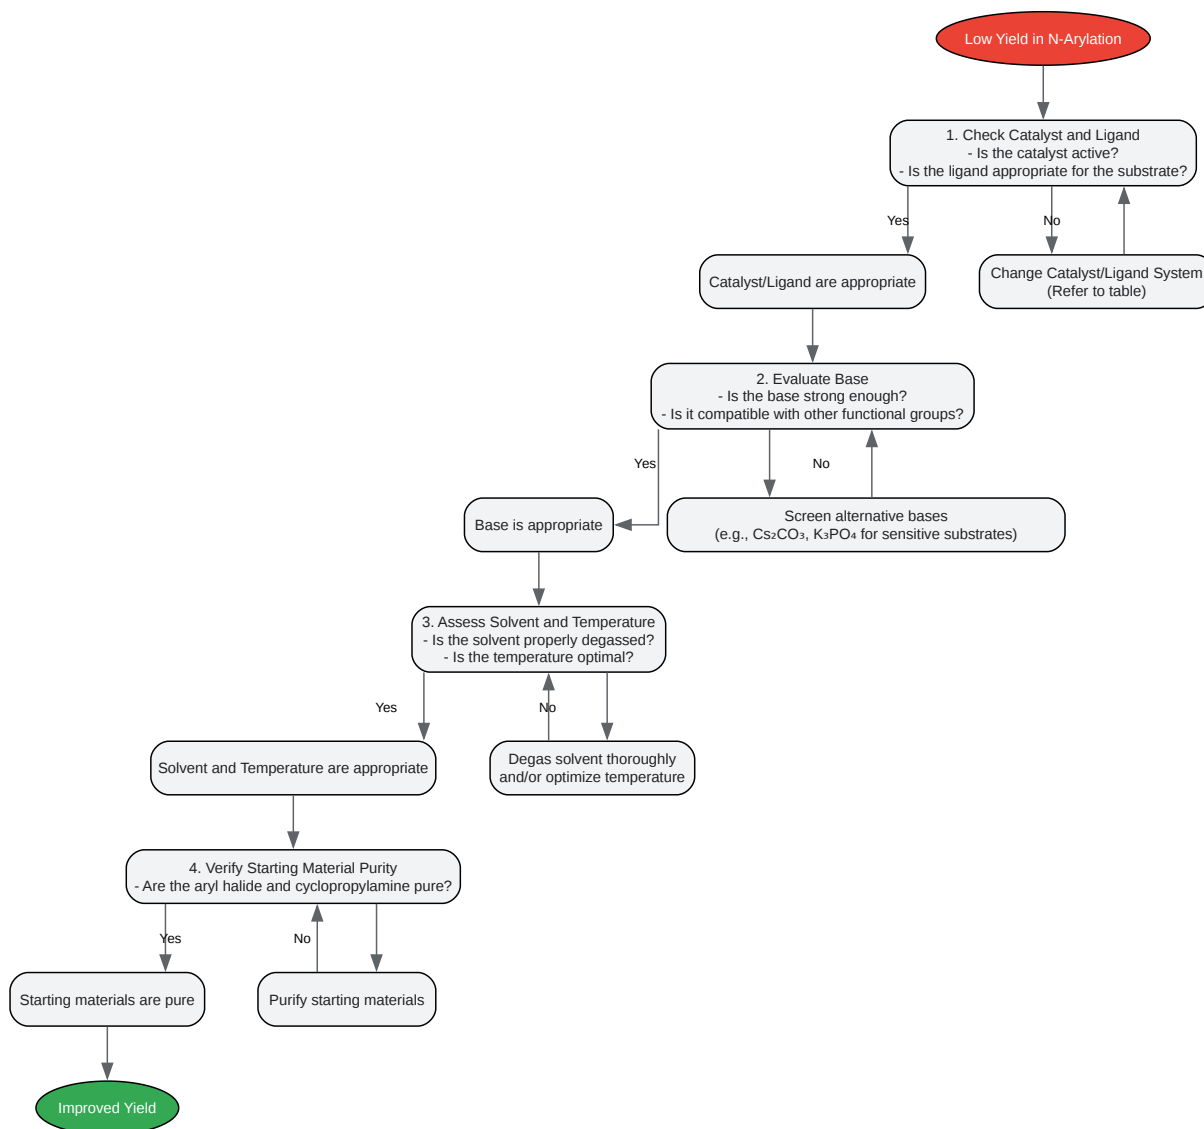 Low Yield in N-Arylation
1. Check Catalyst and Ligand
- Is the catalyst active?
- Is the ligand appropriate for the substrate?
Yes
No
Catalyst/Ligand are appropriate
Change Catalyst/Ligand System
(Refer to table)
2. Evaluate Base
- Is the base strong enough?
- Is it compatible with other functional groups?
Yes
No
Base is appropriate
Screen alternative bases
(e.g., Cs₂CO₃, K₃PO₄ for sensitive substrates)
3. Assess Solvent and Temperature
- Is the solvent properly degassed?
- Is the temperature optimal?
Yes
No
Solvent and Temperature are appropriate
Degas solvent thoroughly
and/or optimize temperature
4. Verify Starting Material Purity
- Are the aryl halide and cyclopropylamine pure?
Yes
No
Starting materials are pure
Purify starting materials
Improved Yield